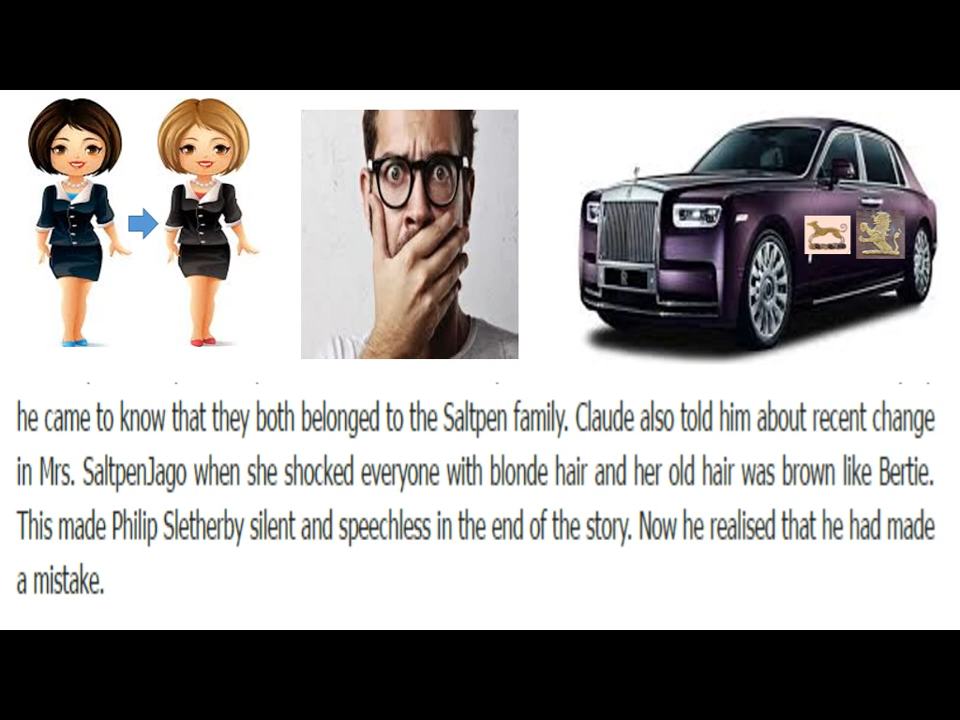 he came to know that they both belonged to the Saltpen family. Claude also told him about recent change
in Mrs. SaltpenJago when she shocked everyone with blonde hair and her old hair was brown like Bertie.
This made Philip Sletherby silent and speechless in the end of the story. Now he realised that he had made
a mistake.